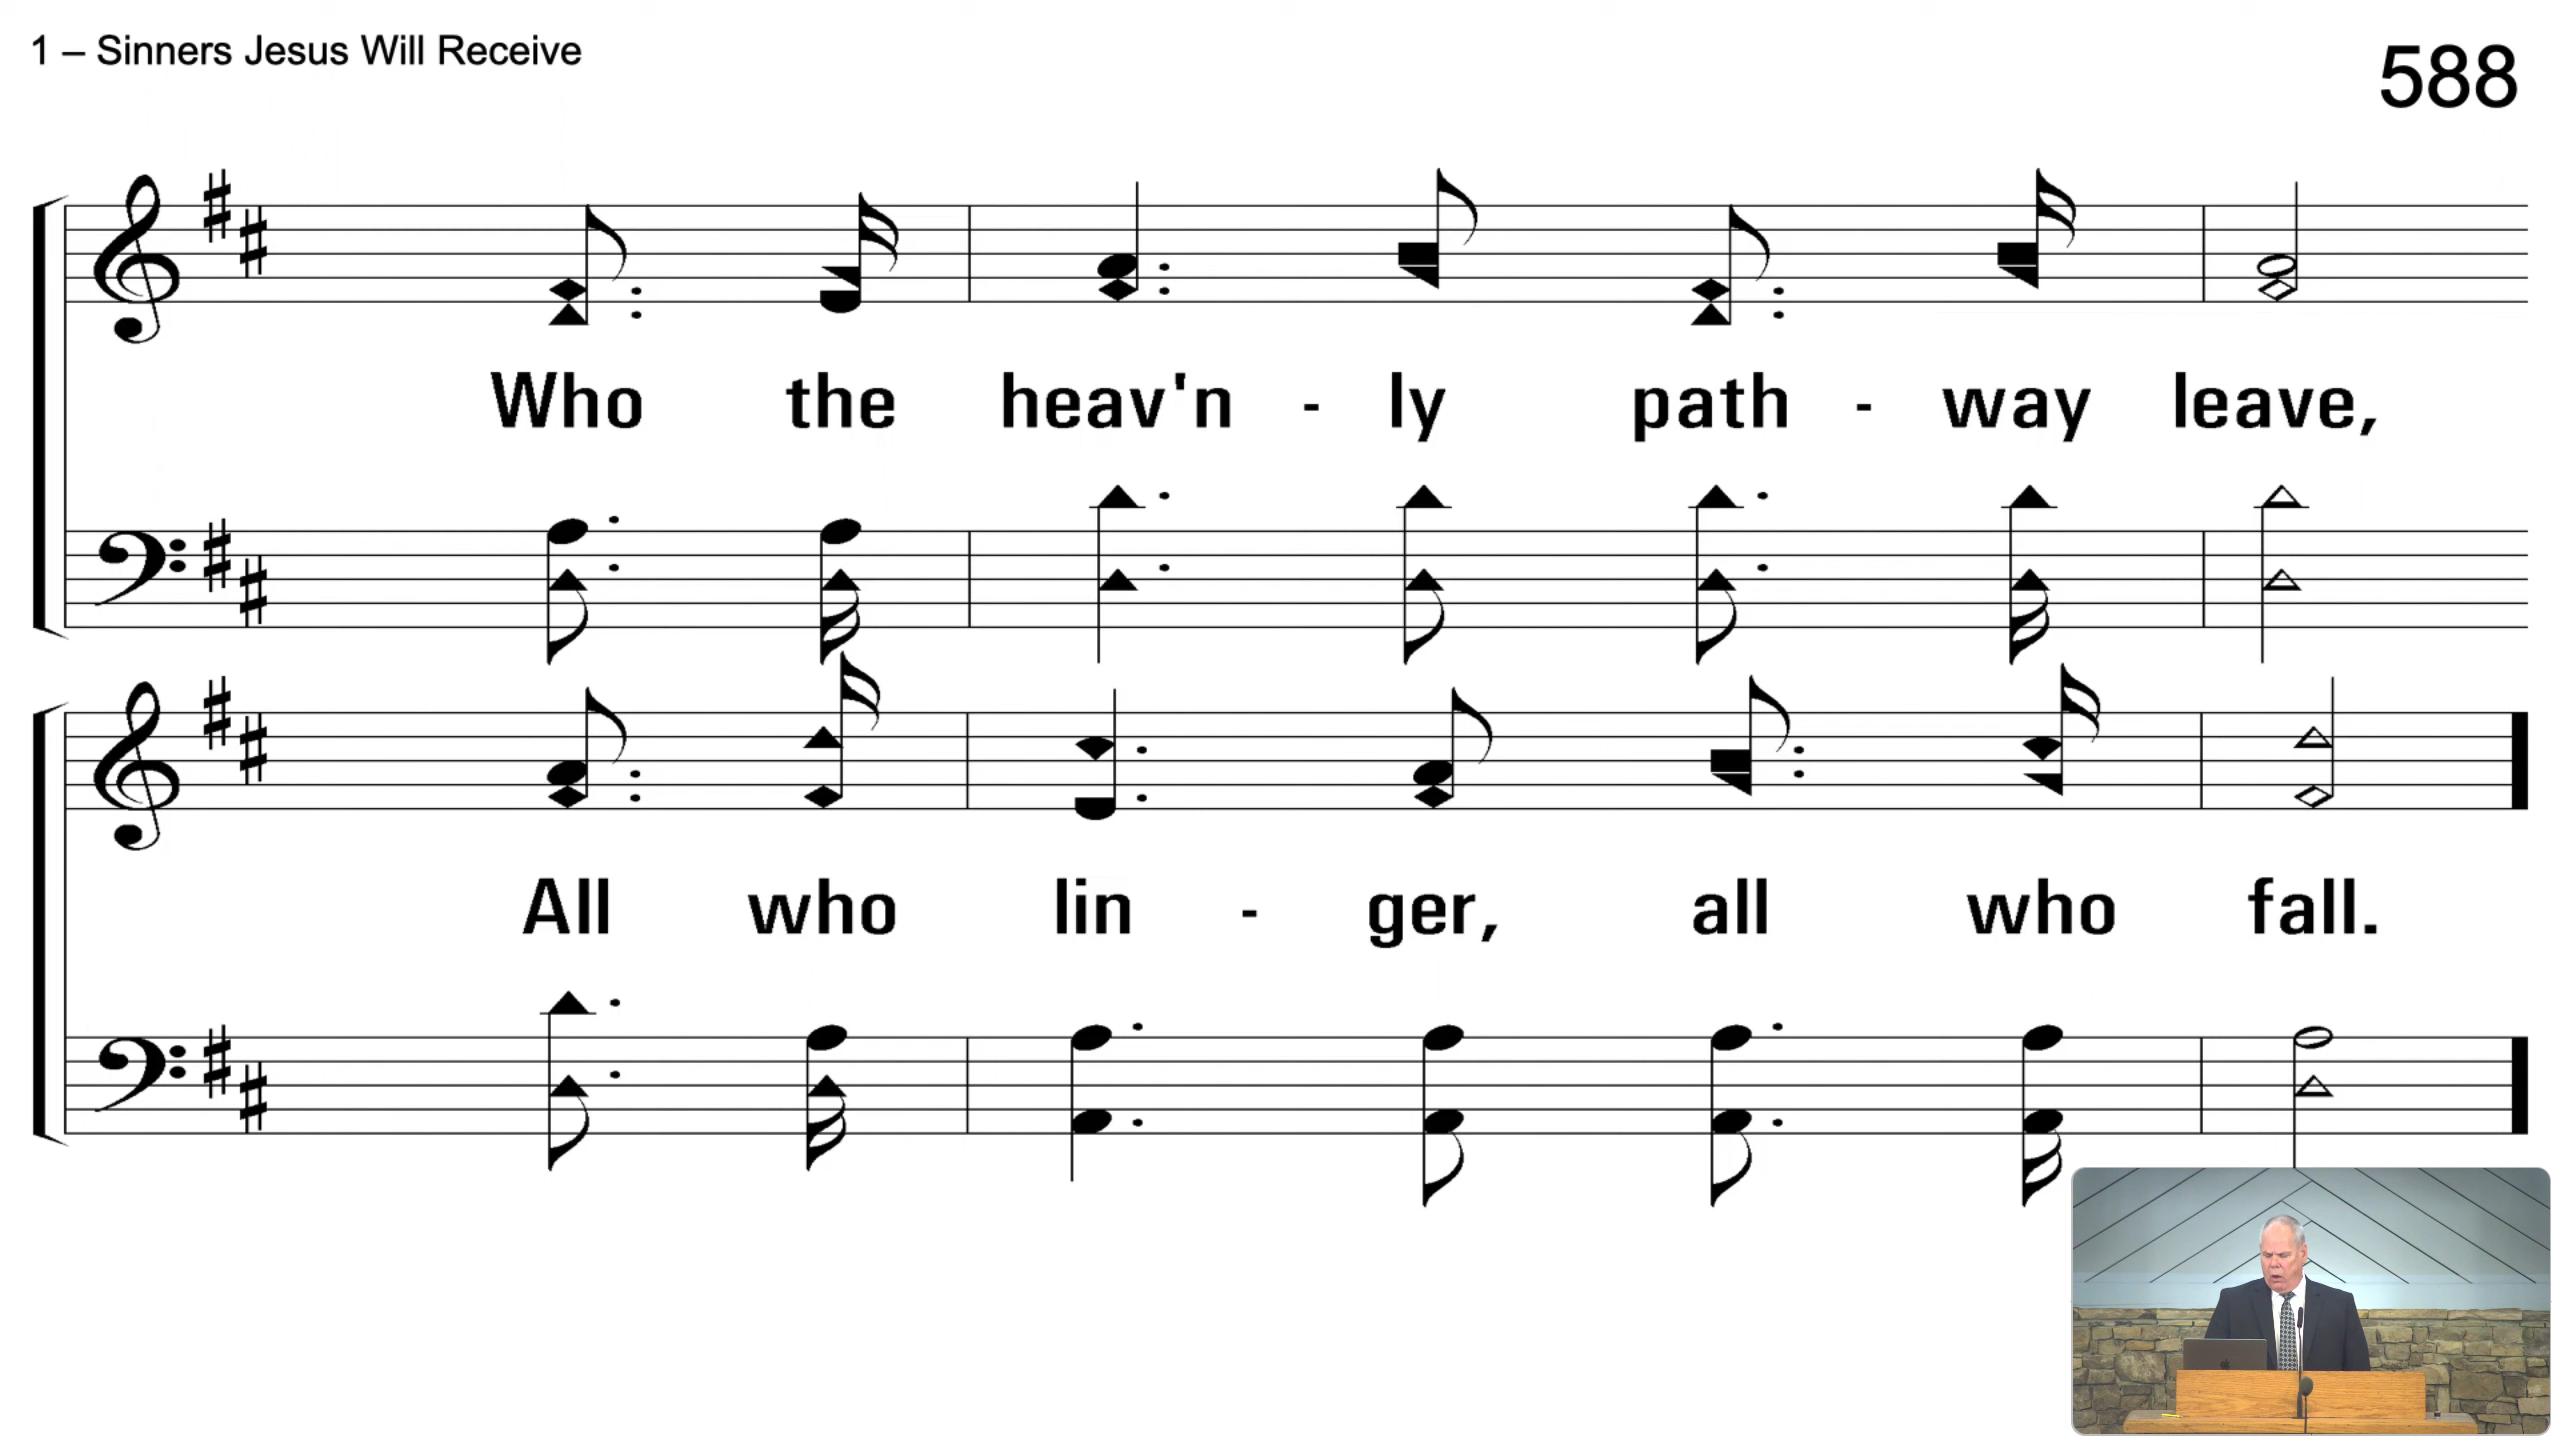 1 – Sinners Jesus Will Receive
588
Who the heav'n - ly path - way leave,
All who lin - ger, all who fall.